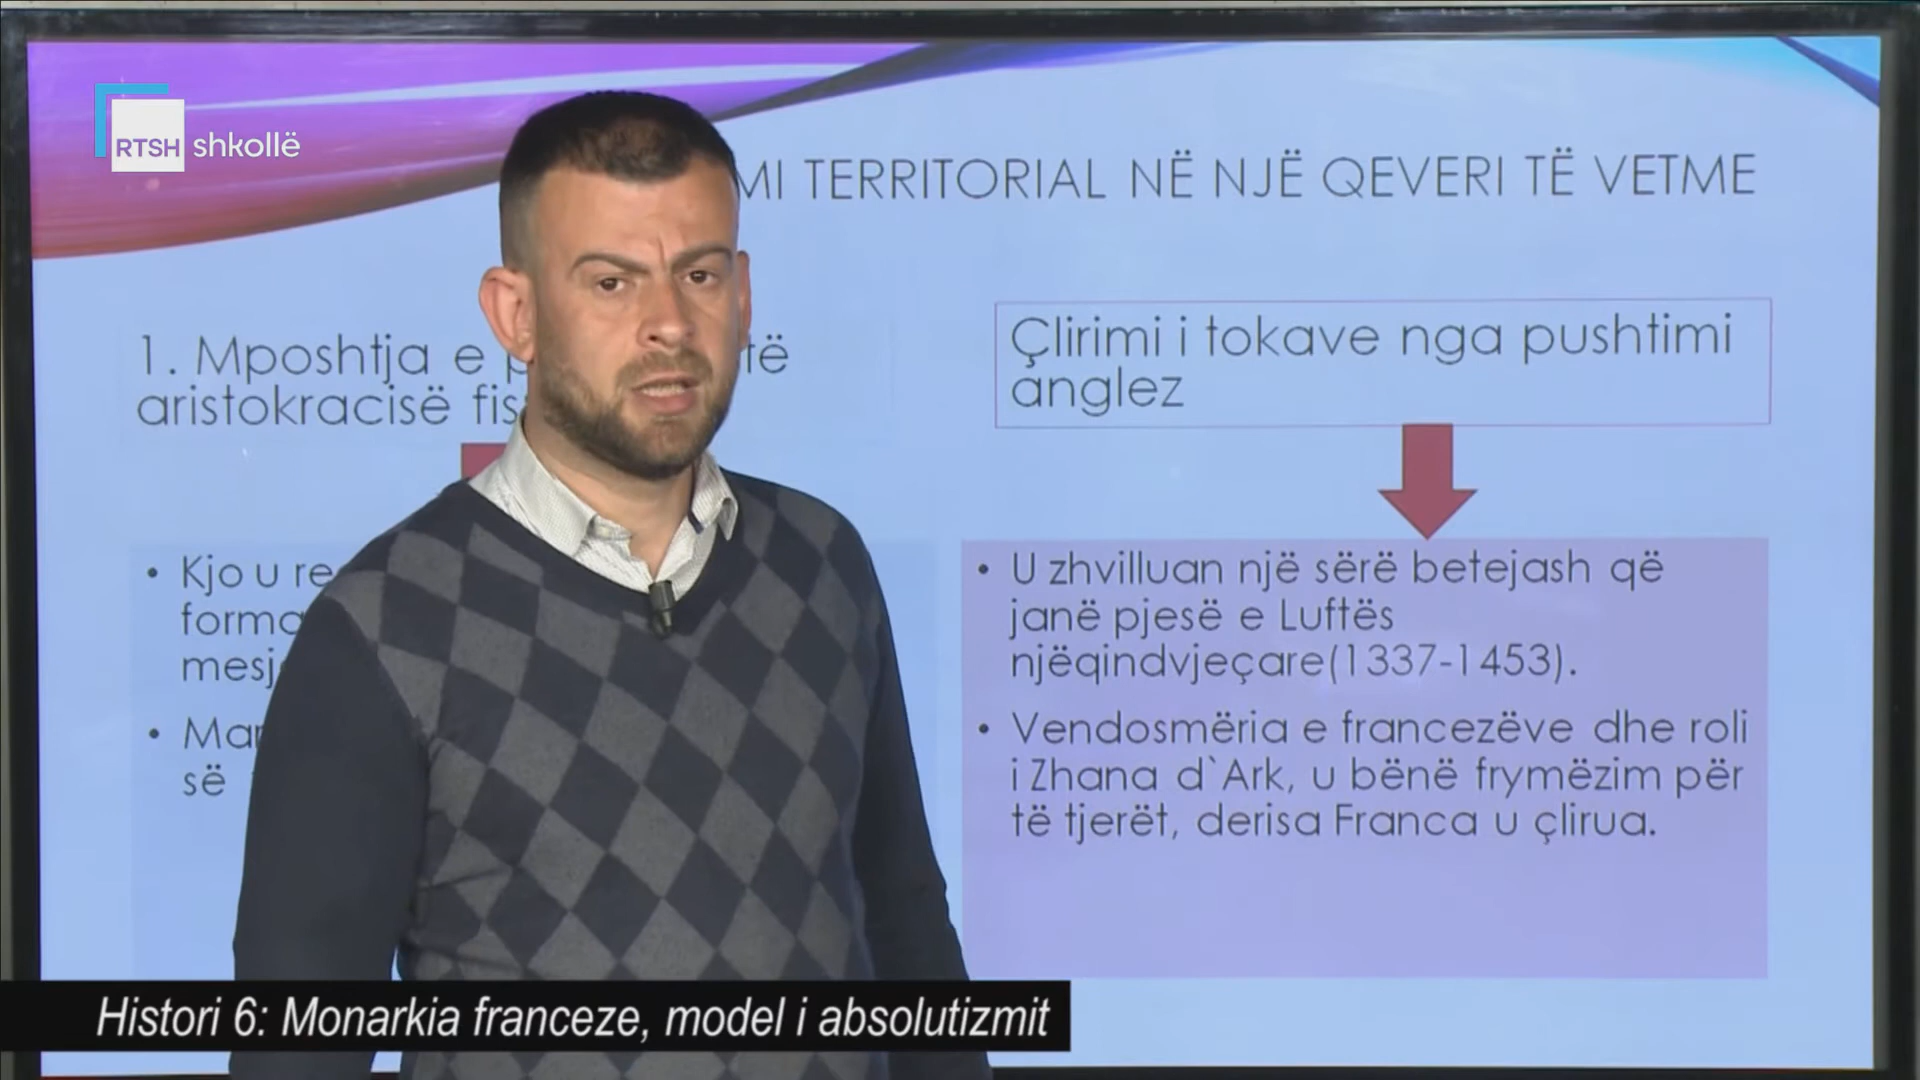 RTSH shkollë
TERRITORIAL NË NJË QEVERI TË VETME
1. Mposhtja e
aristokracisë
Çlirimi i tokave nga pushtimi
anglez
• Kjo u
• U zhvilluan një sërë betejash që
janë pjesë e Luftës
njëqindvjeçare(1337-1453).
•
së
• Vendosmëria e francezëve dhe roli
i Zhana d`Ark, u bënë frymëzim për
të tjerët, derisa Franca u çlirua.
Histori 6: Monarkia franceze, model i absolutizmit